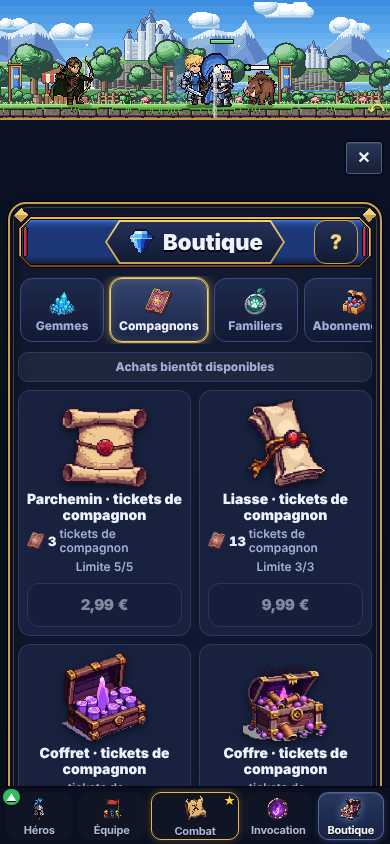 ×
Boutique
?
Gemmes
Compagnons
Familiers
Abonnem
Achats bientôt disponibles
Parchemin · tickets de
compagnon
3 tickets de
compagnon
Limite 5/5
2,99 €
Liasse · tickets de
compagnon
13 tickets de
compagnon
Limite 3/3
9,99 €
Coffret · tickets de
compagnon
Coffre · tickets de
compagnon
Héros
Équipe
Combat
Invocation
Boutique